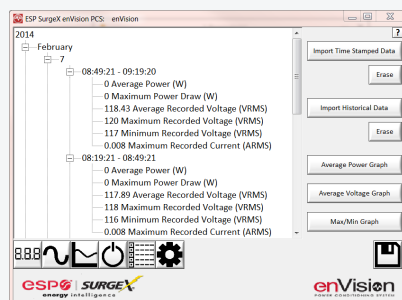 ESP SurgeX enVision PCS: enVision
2014
?
February
7
08:49:21 - 09:19:20
0 Average Power (W)
0 Maximum Power Draw (W)
118.43 Average Recorded Voltage (VRMS)
120 Maximum Recorded Voltage (VRMS)
117 Minimum Recorded Voltage (VRMS)
0.008 Maximum Recorded Current (ARMS)
08:19:21 - 08:49:21
0 Average Power (W)
0 Maximum Power Draw (W)
117.89 Average Recorded Voltage (VRMS)
118 Maximum Recorded Voltage (VRMS)
116 Minimum Recorded Voltage (VRMS)
0.008 Maximum Recorded Current (ARMS)
Import Time Stamped Data
Erase
Import Historical Data
Erase
Average Power Graph
Average Voltage Graph
Max/Min Graph
8.8.8
ESP | SURGEX
energy intelligence
enVision
POWER CONDITIONING SYSTEM